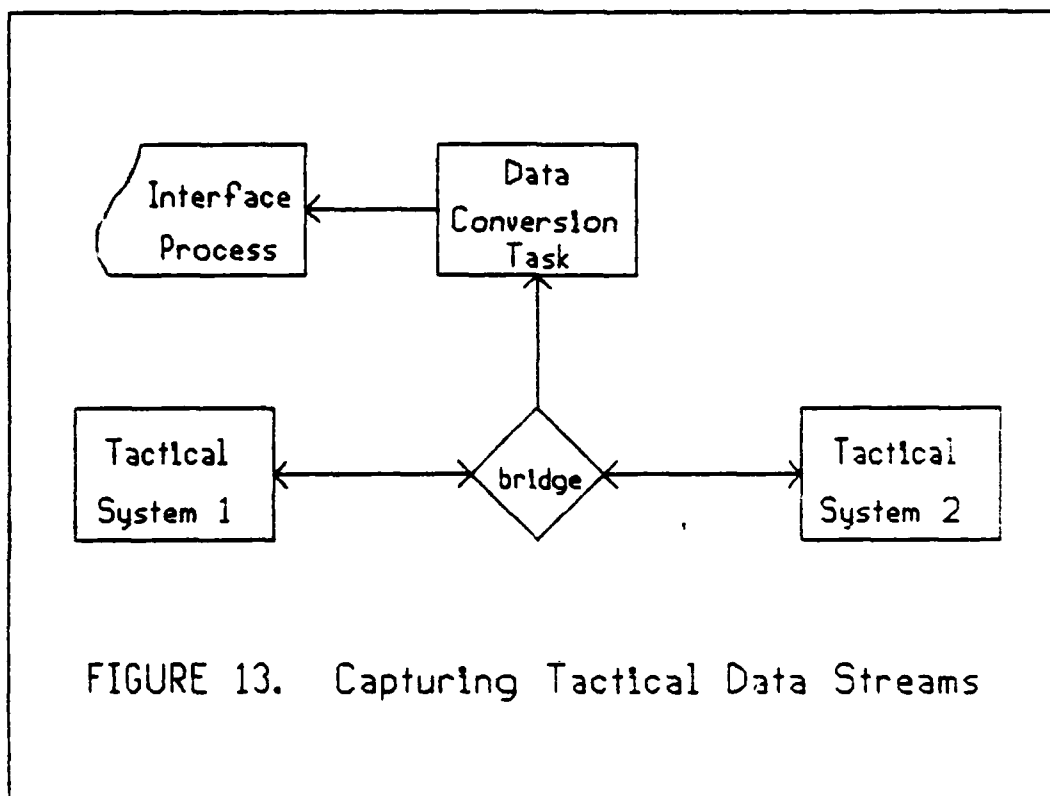 Interface
Process
Data
Conversion
Task
Tactical
System 1
bridge
Tactical
System 2
FIGURE 13. Capturing Tactical Data Streams